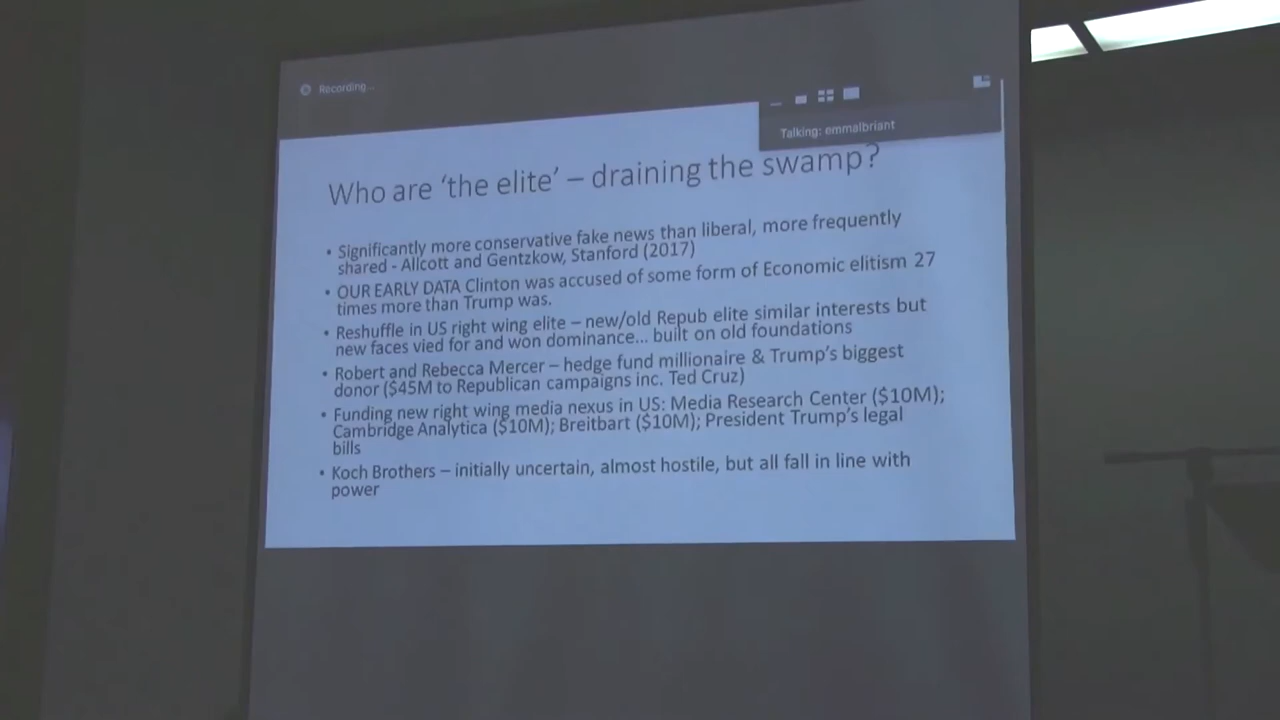 Recording...
Talking: emmalbriant
Who are 'the elite' – draining the swamp?
• Significantly more conservative fake news than liberal, more frequently
shared - Allcott and Gentzkow, Stanford (2017)
• OUR EARLY DATA Clinton was accused of some form of Economic elitism 27
times more than Trump was.
• Reshuffle in US right wing elite – new/old Repub elite similar interests but
new faces vied for and won dominance... built on old foundations
• Robert and Rebecca Mercer – hedge fund millionaire & Trump's biggest
donor ($45M to Republican campaigns inc. Ted Cruz)
• Funding new right wing media nexus in US: Media Research Center ($10M);
Cambridge Analytica ($10M); Breitbart ($10M); President Trump's legal
bills
• Koch Brothers – initially uncertain, almost hostile, but all fall in line with
power